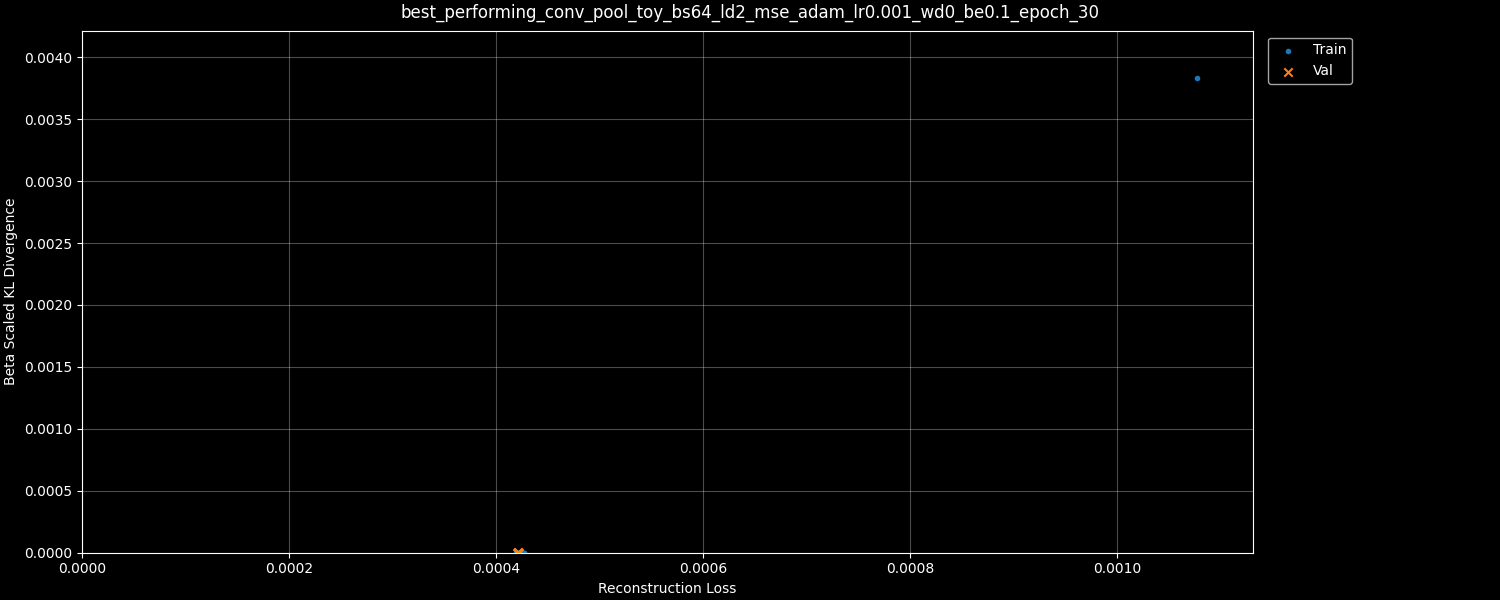 best_performing_conv_pool_toy_bs64_ld2_mse_adam_lr0.001_wd0_be0.1_epoch_30
Train
Val
0.0040
0.0035
0.0030
0.0025
0.0020
0.0015
0.0010
0.0005
0.0000
Beta Scaled KL Divergence
0.0000 0.0002 0.0004 0.0006 0.0008 0.0010
Reconstruction Loss